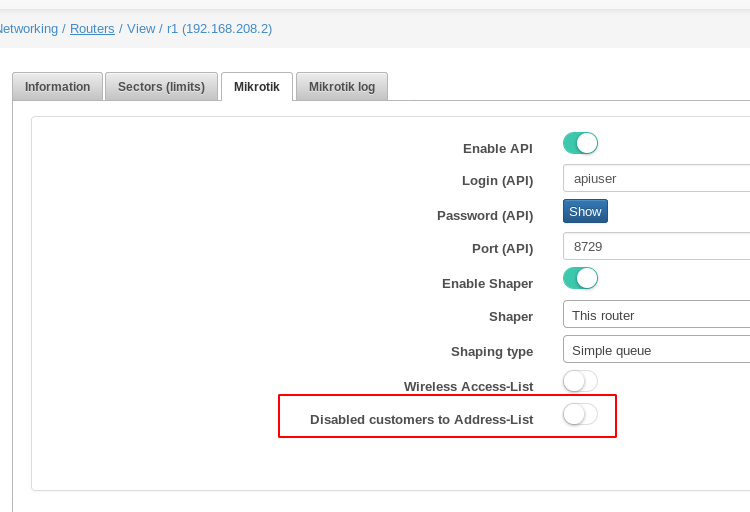 Networking / Routers / View / r1 (192.168.208.2)
Information Sectors (limits) Mikrotik Mikrotik log
Enable API
Login (API) apiuser
Password (API) Show
Port (API) 8729
Enable Shaper
Shaper This router
Shaping type Simple queue
Wireless Access-List
Disabled customers to Address-List